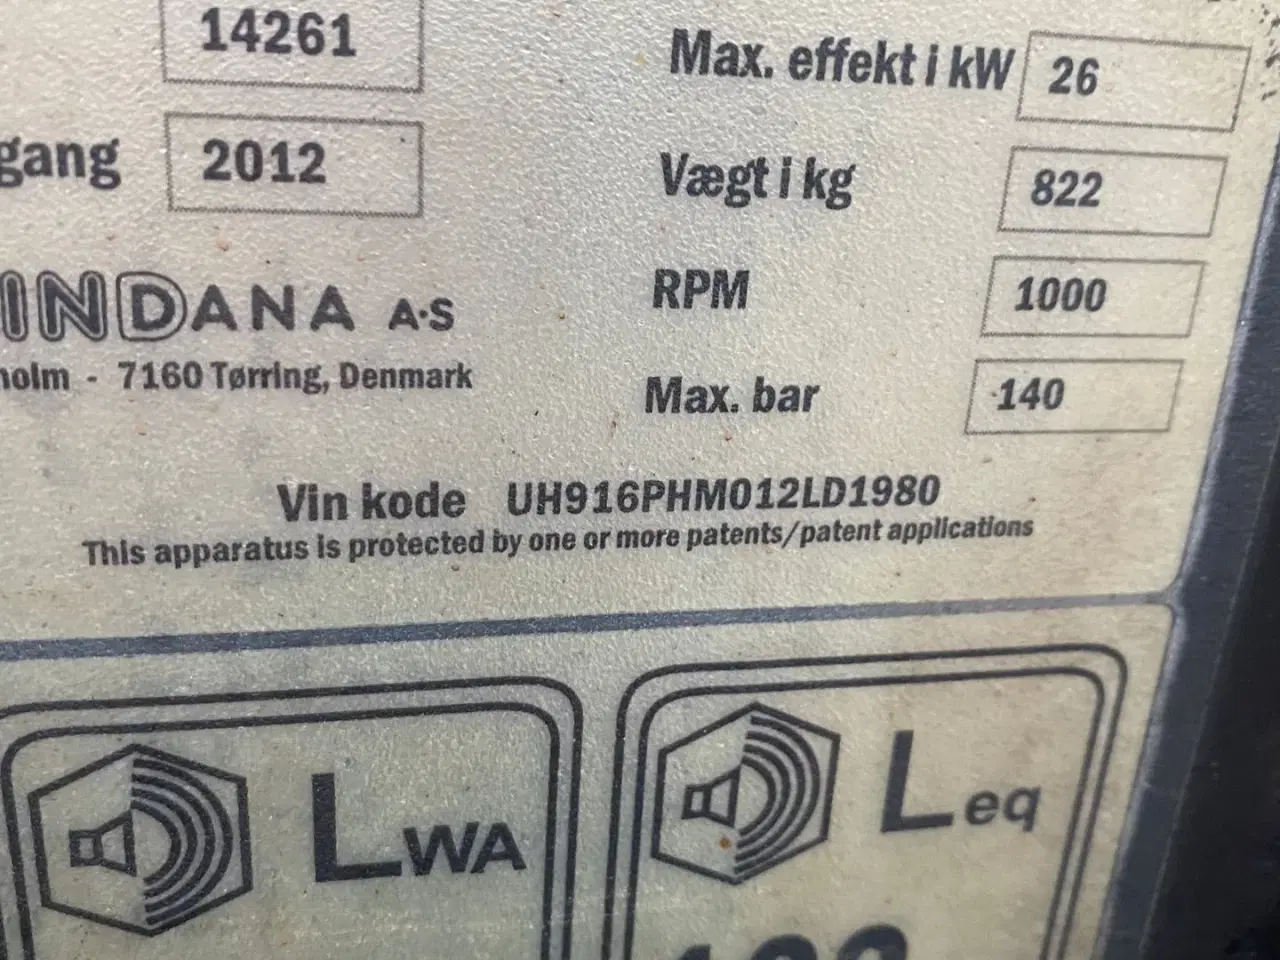 14261
Max. effekt i kW 26
gang 2012
Vægt i kg 822
INDANA A·S
RPM 1000
holm - 7160 Tørring, Denmark
Max. bar 140
Vin kode UH916PHM012LD1980
This apparatus is protected by one or more patents/patent applications
LWA
Leq